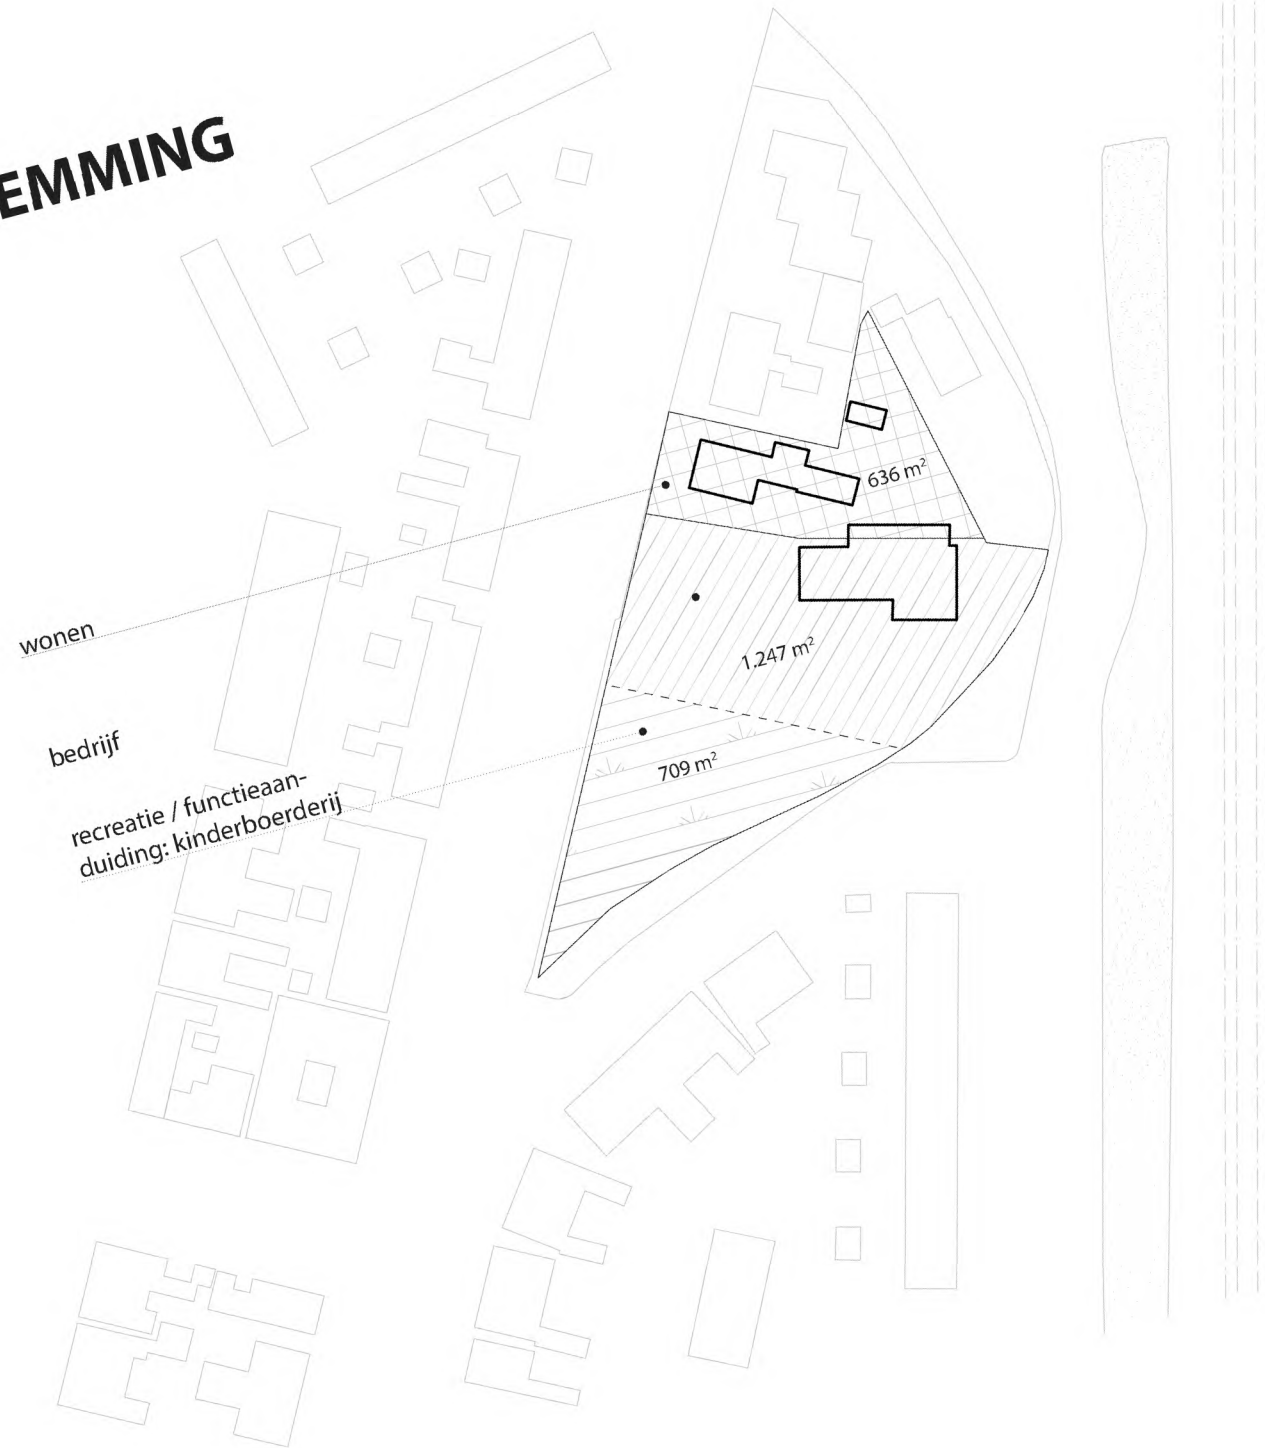 EMMING
636 m²
wonen
1.247 m²
bedrijf
709 m²
recreatie / functieaan-
duiding: kinderboerderij